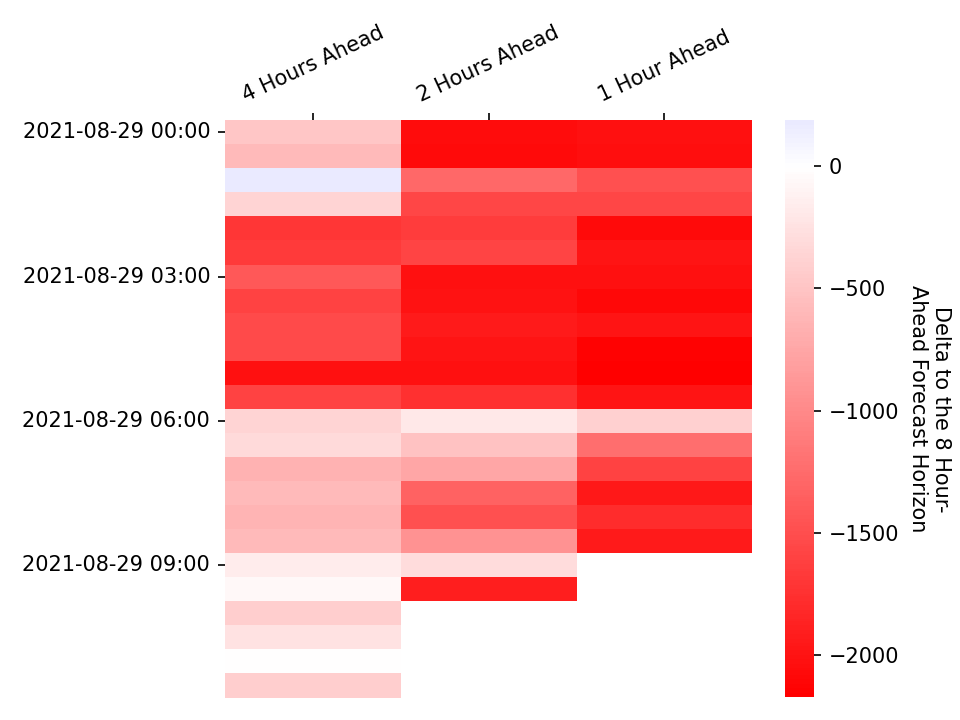 4 Hours Ahead
2 Hours Ahead
1 Hour Ahead
2021-08-29 00:00
2021-08-29 03:00
2021-08-29 06:00
2021-08-29 09:00
0
−500
−1000
−1500
−2000
Delta to the 8 Hour-
Ahead Forecast Horizon